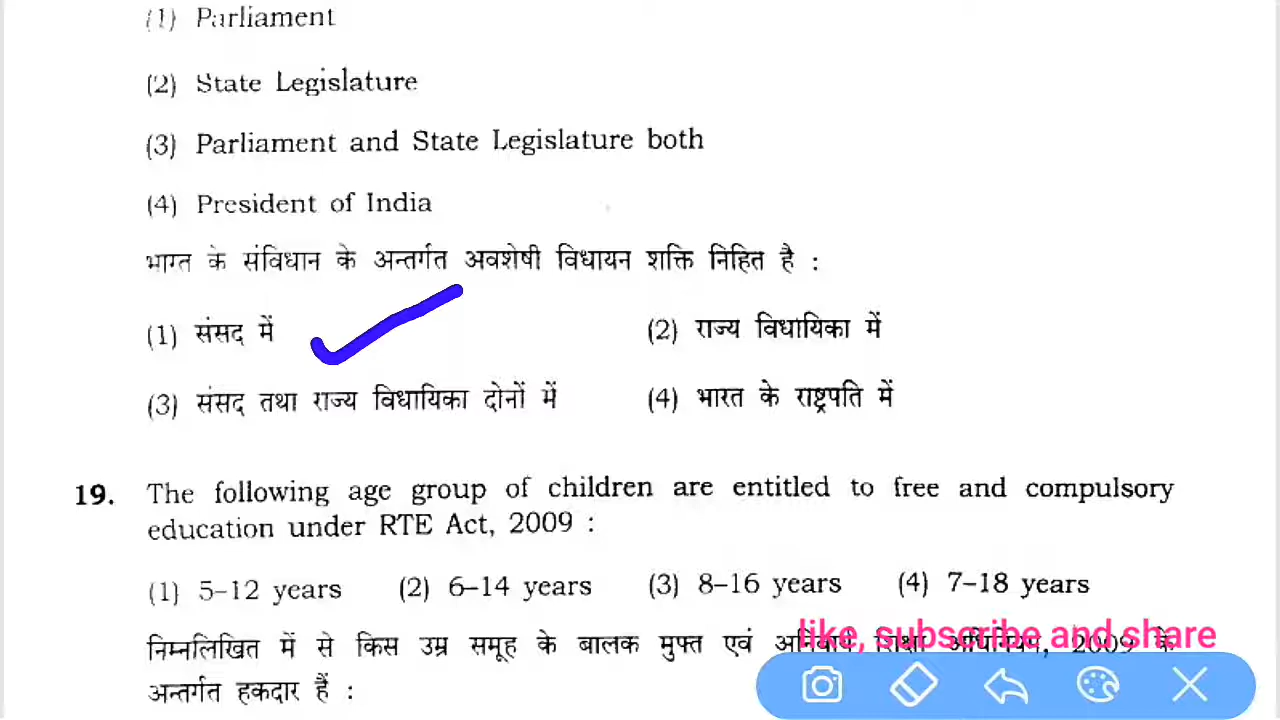 (1) Parliament
(2) State Legislature
(3) Parliament and State Legislature both
(4) President of India
भारत के संविधान के अन्तर्गत अवशेषी विधायन शक्ति निहित है :
(1) संसद में (2) राज्य विधायिका में
(3) संसद तथा राज्य विधायिका दोनों में (4) भारत के राष्ट्रपति में
19. The following age group of children are entitled to free and compulsory
education under RTE Act, 2009 :
(1) 5–12 years (2) 6–14 years (3) 8–16 years (4) 7–18 years
like, subscribe and share
निम्नलिखित में से किस उम्र समूह के बालक मुफ्त एवं अनिवार्य शिक्षा अधिनियम, 2009 के
अन्तर्गत हकदार हैं :